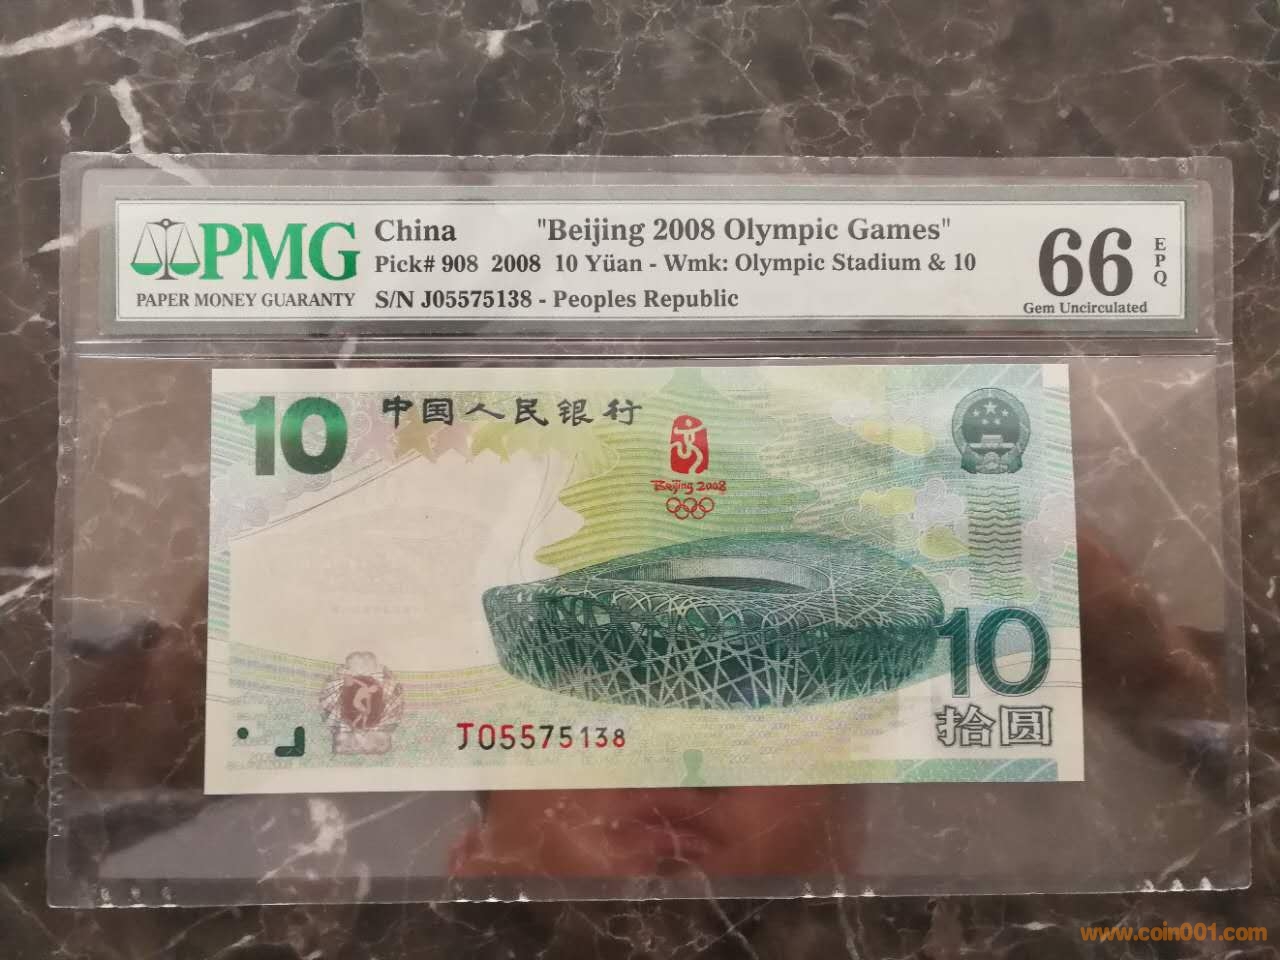 PMG
PAPER MONEY GUARANTY
China "Beijing 2008 Olympic Games"
Pick# 908 2008 10 Yüan - Wmk: Olympic Stadium & 10
S/N J05575138 - Peoples Republic
66
EPQ
Gem Uncirculated
10
中国人民银行
Beijing 2008
10
拾圆
J05575138
www.coin001.com